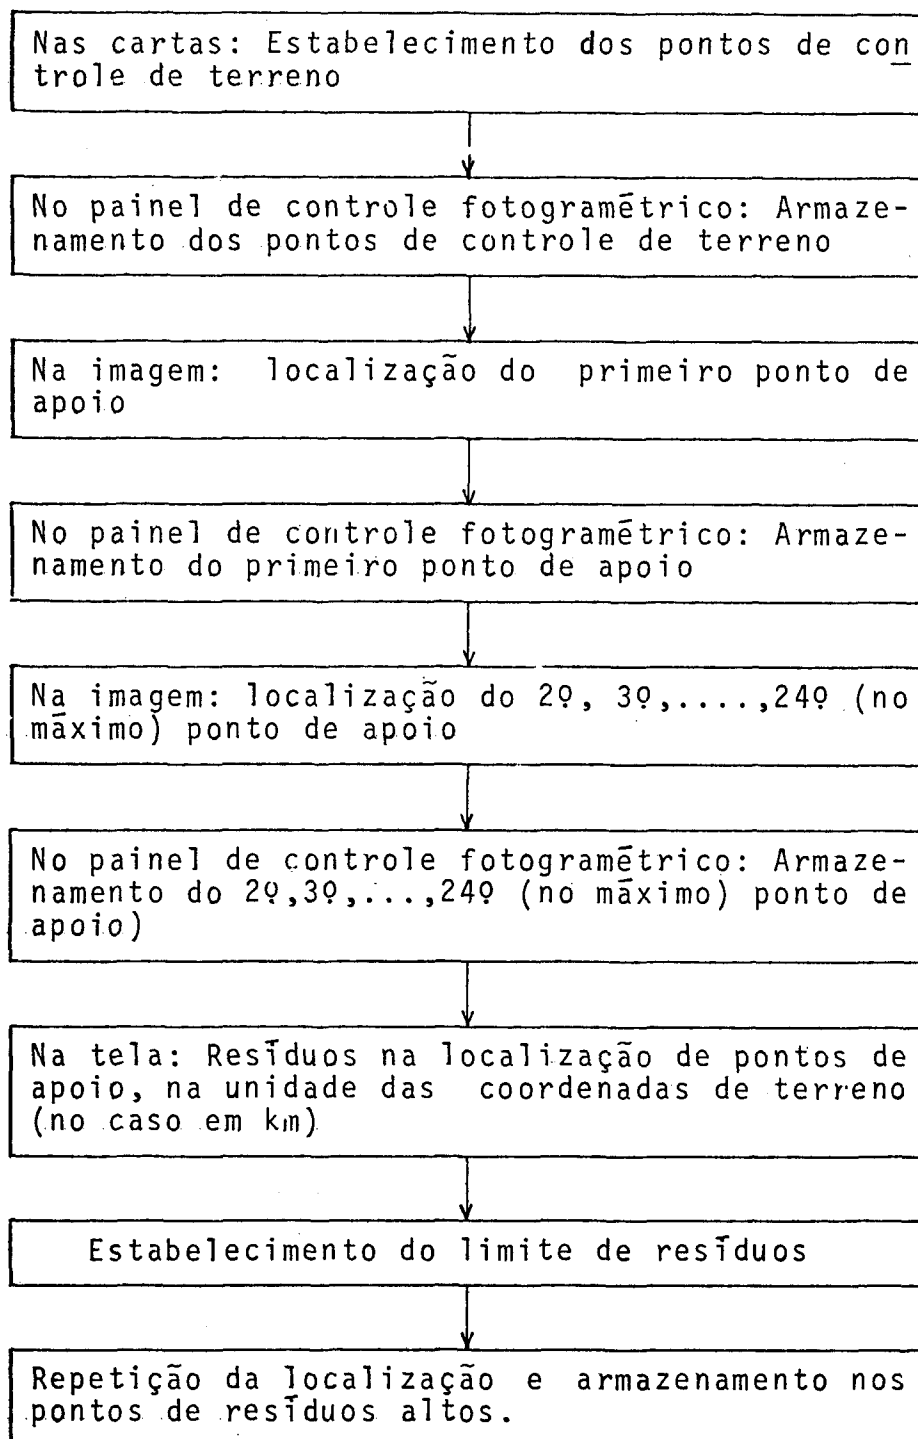 Nas cartas: Estabelecimento dos pontos de con
trole de terreno
No painel de controle fotogramétrico: Armaze-
namento dos pontos de controle de terreno
Na imagem: localização do primeiro ponto de
apoio
No painel de controle fotogramétrico: Armaze-
namento do primeiro ponto de apoio
Na imagem: localização do 2º, 3º,....,24º (no
máximo) ponto de apoio
No painel de controle fotogramétrico: Armaze-
namento do 2º,3º,...,24º (no máximo) ponto de
apoio)
Na tela: Resíduos na localização de pontos de
apoio, na unidade das coordenadas de terreno
(no caso em km)
Estabelecimento do limite de resíduos
Repetição da localização e armazenamento nos
pontos de resíduos altos.